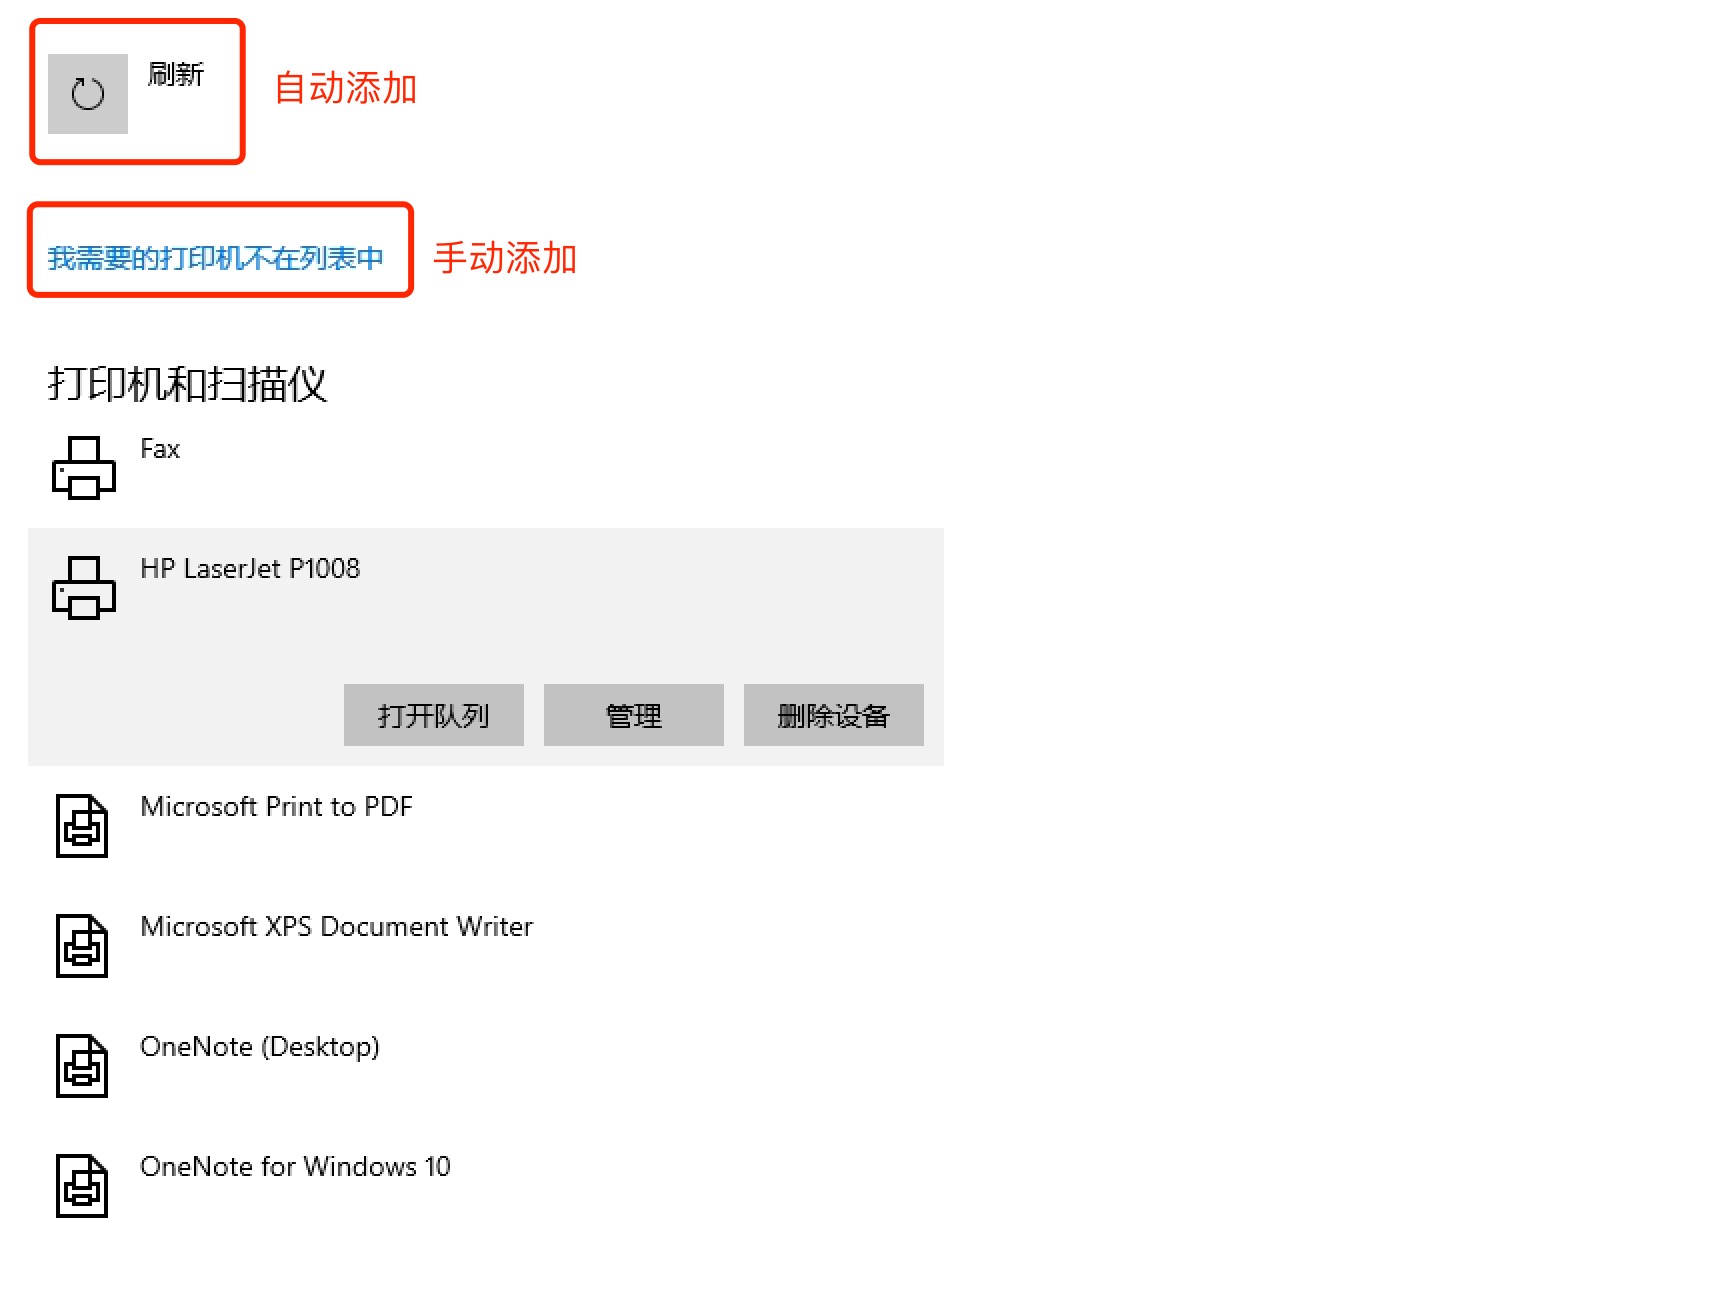 刷新
自动添加
我需要的打印机不在列表中
手动添加
打印机和扫描仪
Fax
HP LaserJet P1008
打开队列
管理
删除设备
Microsoft Print to PDF
Microsoft XPS Document Writer
OneNote (Desktop)
OneNote for Windows 10